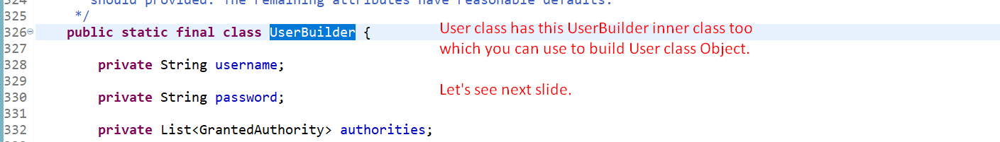 324 should provided. The remaining attributes have reasonable defaults.
325 */
326 public static final class UserBuilder {
User class has this UserBuilder inner class too
which you can use to build User class Object.
327
328 private String username;
329
Let's see next slide.
330 private String password;
331
332 private List<GrantedAuthority> authorities;